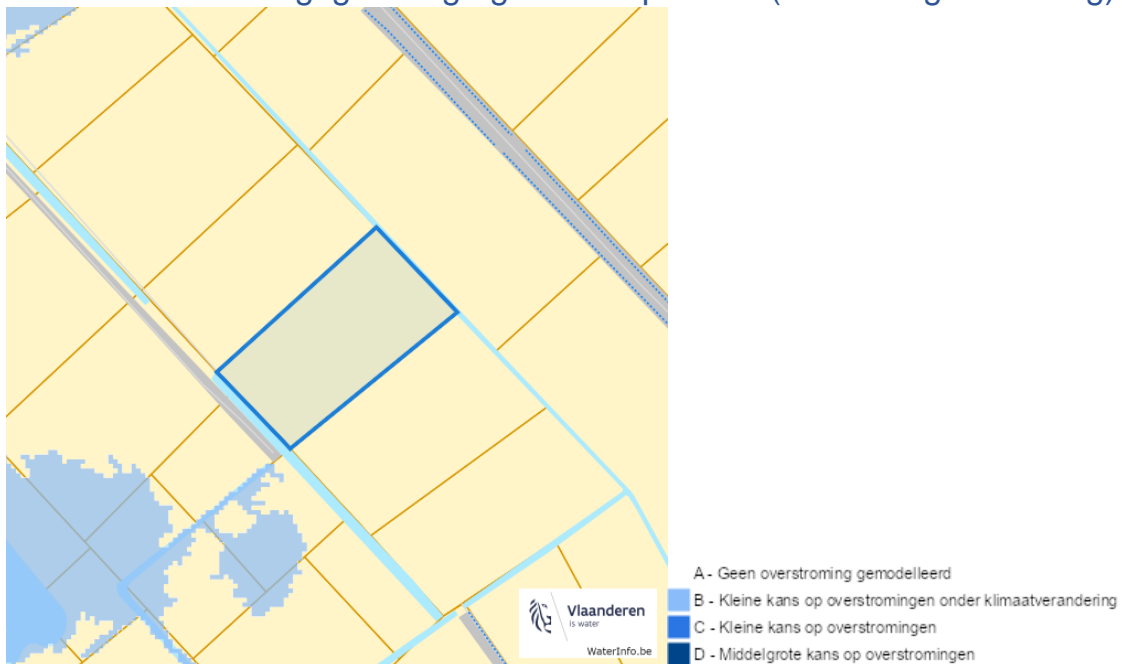 Vlaanderen
is water
WaterInfo.be
A - Geen overstroming gemodelleerd
B - Kleine kans op overstromingen onder klimaatverandering
C - Kleine kans op overstromingen
D - Middelgrote kans op overstromingen